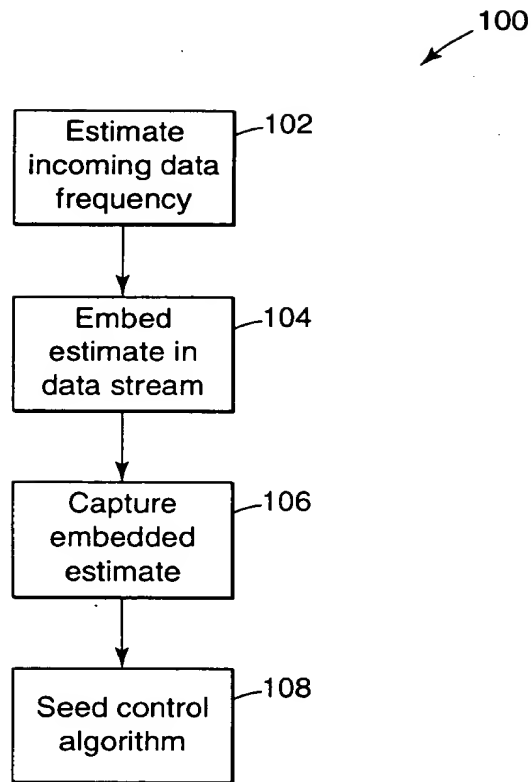 100
Estimate
incoming data
frequency
102
Embed
estimate in
data stream
104
Capture
embedded
estimate
106
Seed control
algorithm
108